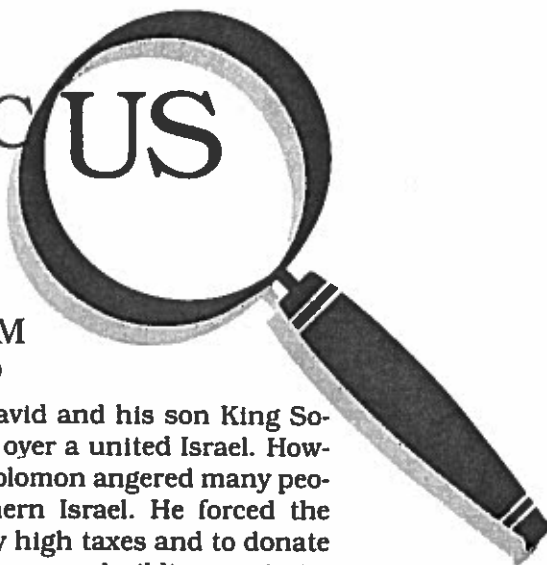 C US
M
avid and his son King So-
oyer a united Israel. How-
olomon angered many peo-
hern Israel. He forced the
y high taxes and to donate